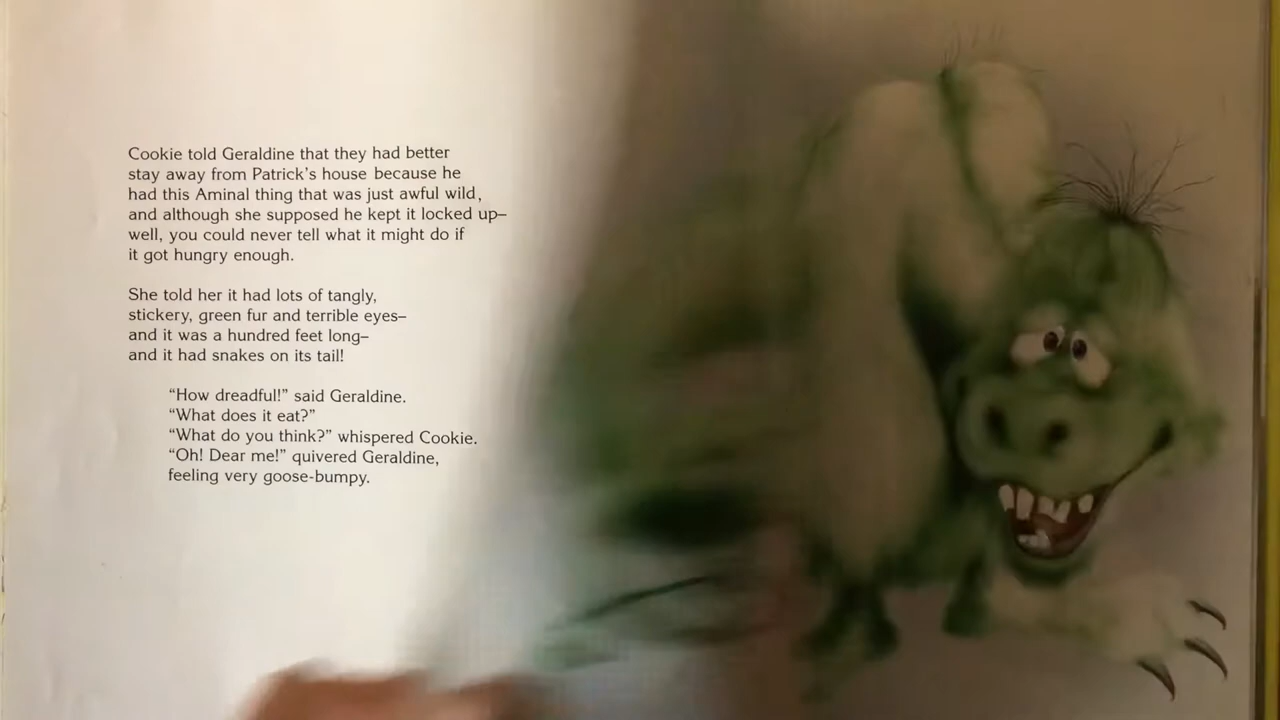 Cookie told Geraldine that they had better
stay away from Patrick's house because he
had this Aminal thing that was just awful wild,
and although she supposed he kept it locked up–
well, you could never tell what it might do if
it got hungry enough.
She told her it had lots of tangly,
stickery, green fur and terrible eyes–
and it was a hundred feet long–
and it had snakes on its tail!
“How dreadful!” said Geraldine.
“What does it eat?”
“What do you think?” whispered Cookie.
“Oh! Dear me!” quivered Geraldine,
feeling very goose-bumpy.